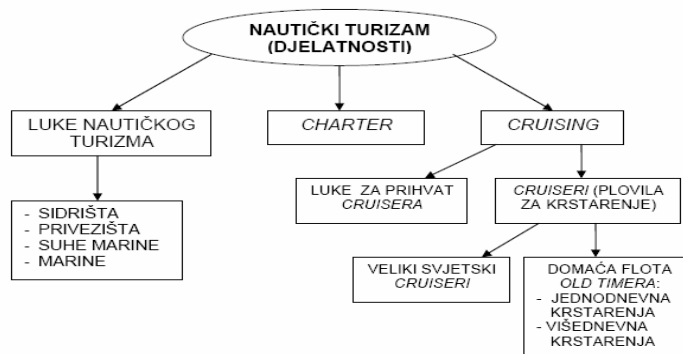 NAUTIČKI TURIZAM
(DJELATNOSTI)
LUKE NAUTIČKOG
TURIZMA
CHARTER
CRUISING
- SIDRIŠTA
- PRIVEZIŠTA
- SUHE MARINE
- MARINE
LUKE ZA PRIHVAT
CRUISERA
CRUISERI (PLOVILA
ZA KRSTARENJE)
VELIKI SVJETSKI
CRUISERI
DOMAĆA FLOTA
OLD TIMERA:
- JEDNODNEVNA
KRSTARENJA
- VIŠEDNEVNA
KRSTARENJA